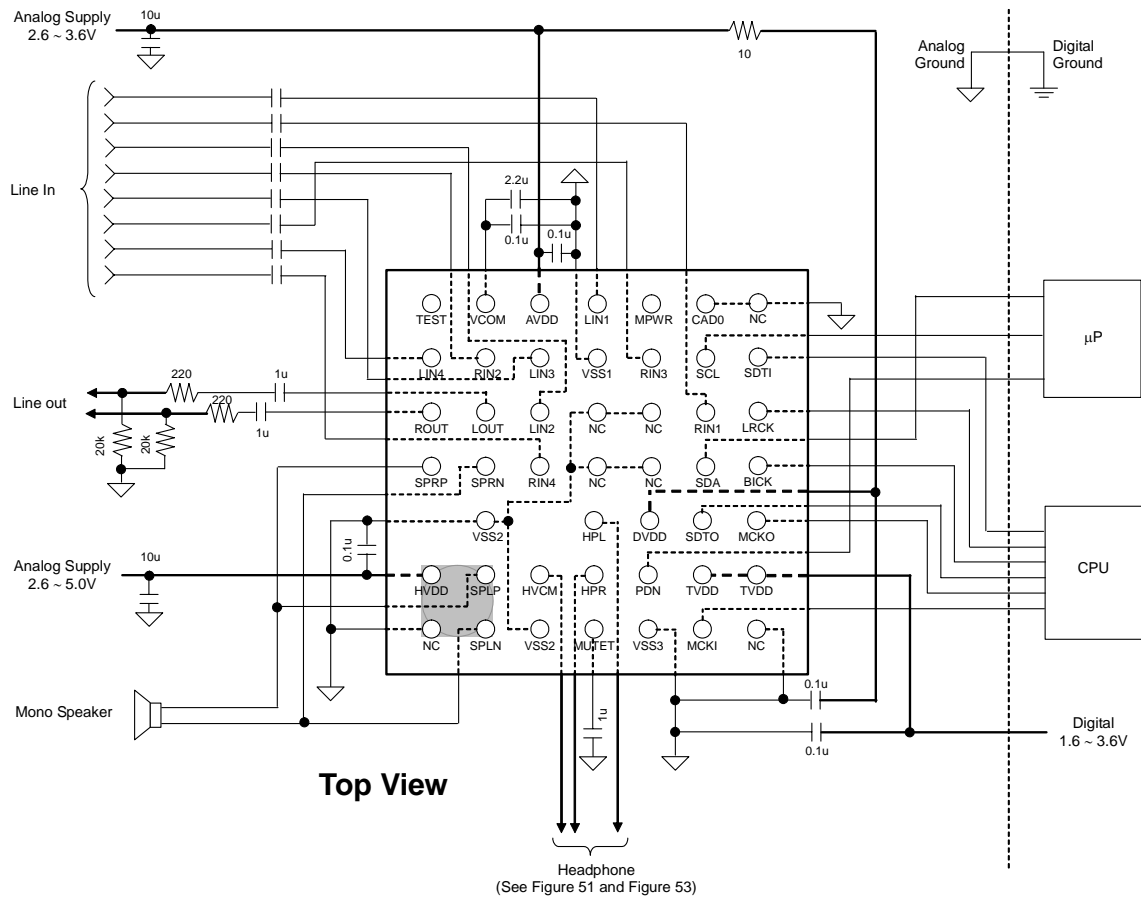 Analog Supply
2.6 ~ 3.6V
10u
10
Analog
Ground
Digital
Ground
Line In
2.2u
0.1u
0.1u
TEST
VCOM
AVDD
LIN1
MPWR
CAD0
NC
μP
LIN4
RIN2
LIN3
VSS1
RIN3
SCL
SDTI
Line out
220
1u
220
1u
20k
20k
ROUT
LOUT
LIN2
NC
NC
RIN1
LRCK
SPRP
SPRN
RIN4
NC
NC
SDA
BICK
0.1u
VSS2
HPL
DVDD
SDTO
MCKO
Analog Supply
2.6 ~ 5.0V
10u
HVDD
SPLP
HVCM
HPR
PDN
TVDD
TVDD
CPU
NC
SPLN
VSS2
MUTET
VSS3
MCKI
NC
Mono Speaker
1u
0.1u
0.1u
Digital
1.6 ~ 3.6V
Top View
Headphone
(See Figure 51 and Figure 53)